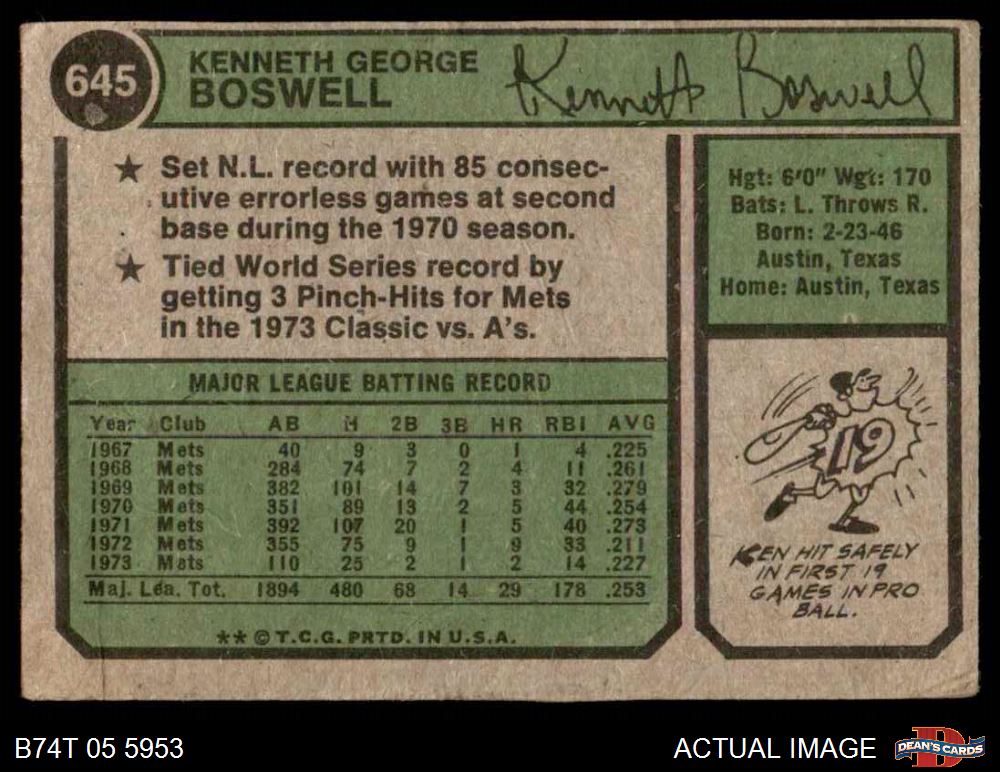 645
KENNETH GEORGE
BOSWELL
Kenneth Boswell
★ Set N.L. record with 85 consec-
utive errorless games at second
base during the 1970 season.
★ Tied World Series record by
getting 3 Pinch-Hits for Mets
in the 1973 Classic vs. A's.
Hgt: 6'0" Wgt: 170
Bats: L. Throws R.
Born: 2-23-46
Austin, Texas
Home: Austin, Texas
MAJOR LEAGUE BATTING RECORD
Year Club AB H 2B 3B HR RBI AVG
1967 Mets 40 9 3 0 1 4 .225
1968 Mets 284 74 7 2 4 11 .261
1969 Mets 382 101 14 7 3 32 .279
1970 Mets 351 89 13 2 5 44 .254
1971 Mets 392 107 20 1 5 40 .273
1972 Mets 355 75 9 1 9 33 .211
1973 Mets 110 25 2 1 2 14 .227
Maj. Lea. Tot. 1894 480 68 14 29 178 .253
**©T.C.G. PRTD. IN U.S.A.
19
KEN HIT SAFELY
IN FIRST 19
GAMES IN PRO
BALL.
B74T 05 5953
ACTUAL IMAGE
D
DEAN'S CARDS